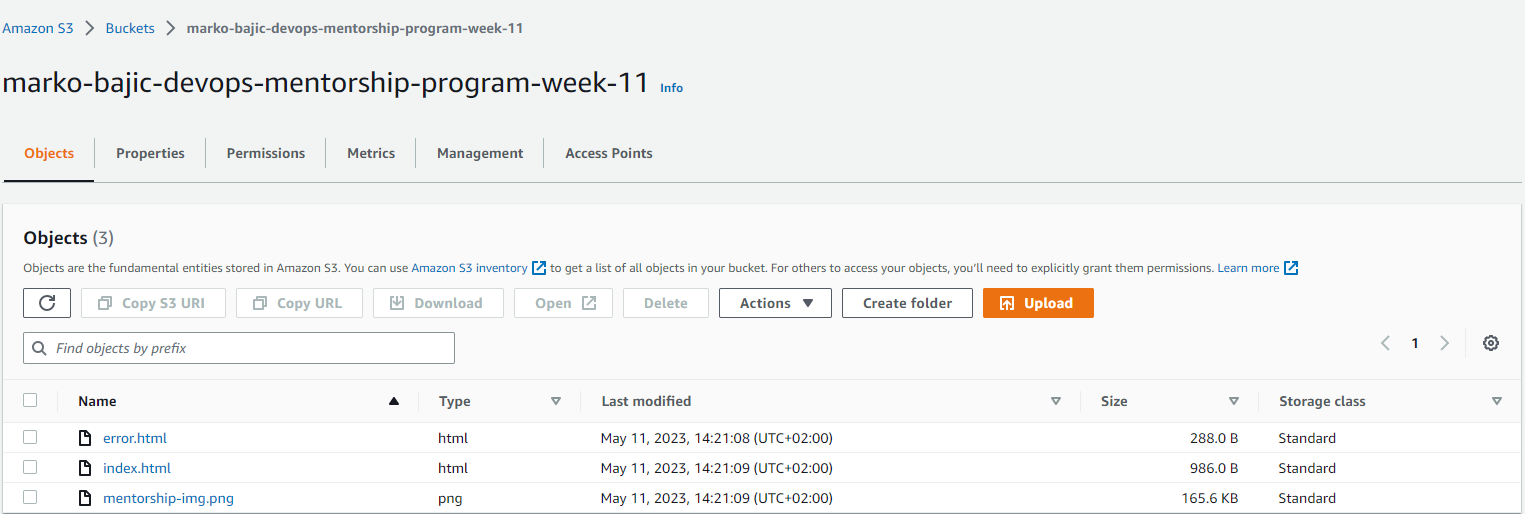 Amazon S3 > Buckets > marko-bajic-devops-mentorship-program-week-11
marko-bajic-devops-mentorship-program-week-11 Info
Objects Properties Permissions Metrics Management Access Points
Objects (3)
Objects are the fundamental entities stored in Amazon S3. You can use Amazon S3 inventory to get a list of all objects in your bucket. For others to access your objects, you'll need to explicitly grant them permissions. Learn more
Copy S3 URI Copy URL Download Open Delete Actions Create folder Upload
Find objects by prefix
1
Name Type Last modified Size Storage class
error.html html May 11, 2023, 14:21:08 (UTC+02:00) 288.0 B Standard
index.html html May 11, 2023, 14:21:09 (UTC+02:00) 986.0 B Standard
mentorship-img.png png May 11, 2023, 14:21:09 (UTC+02:00) 165.6 KB Standard